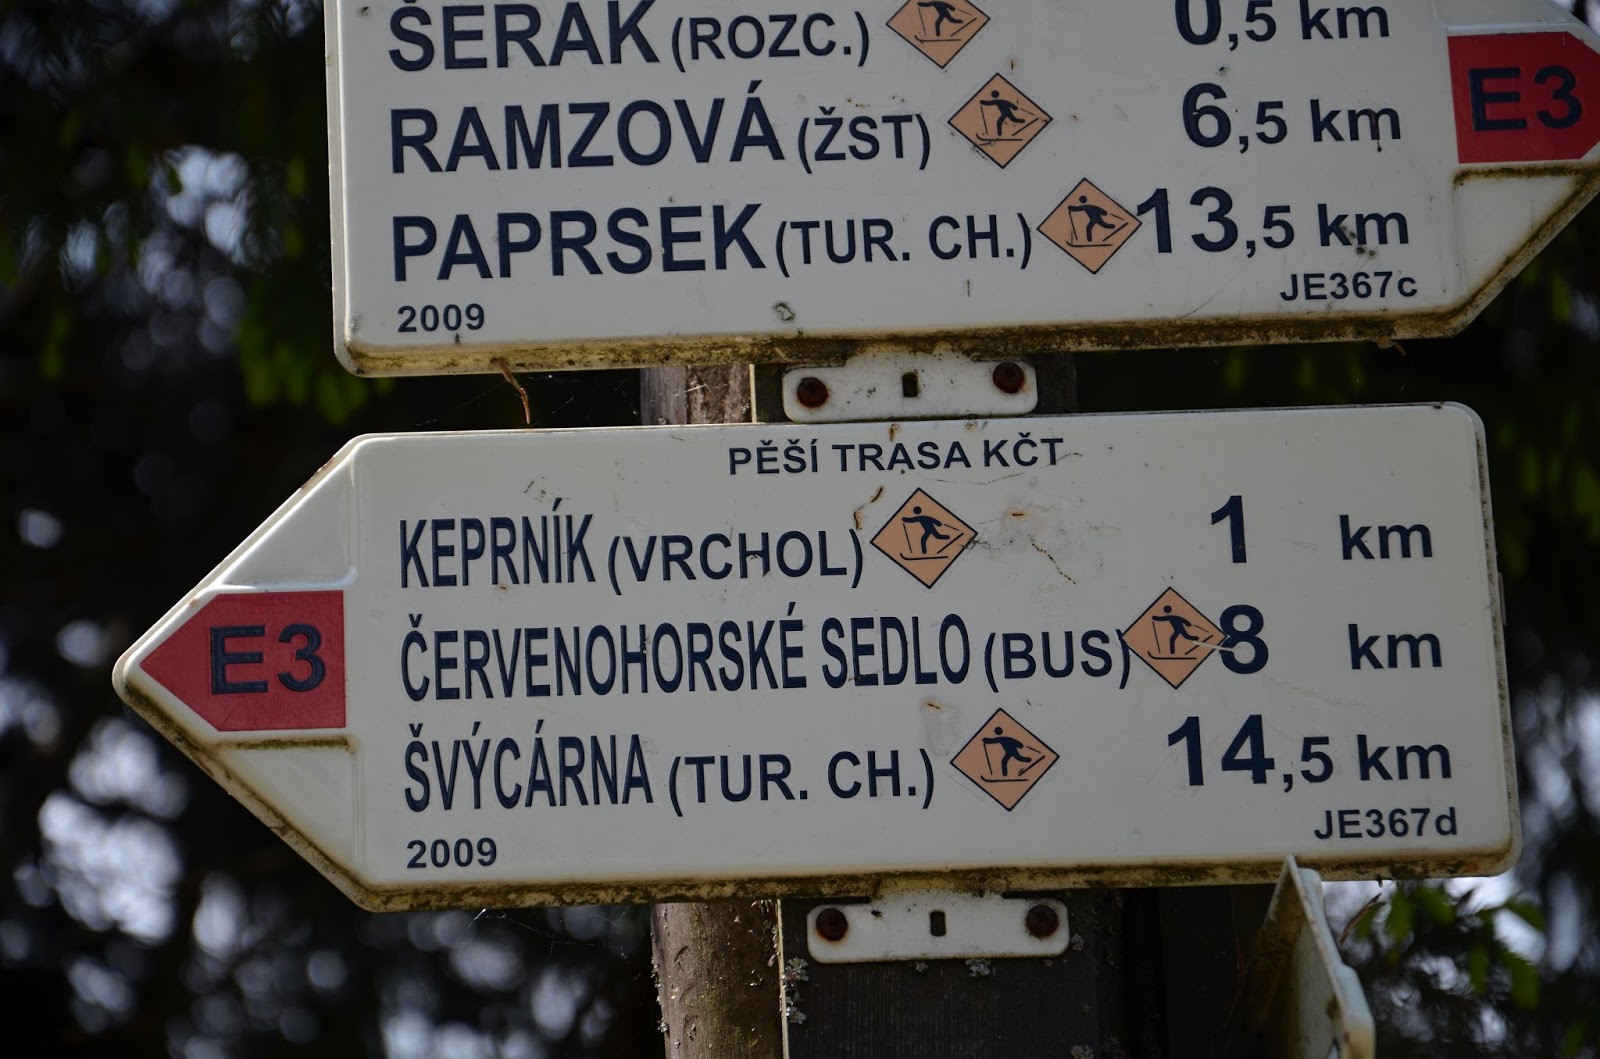 ŠERÁK (ROZC.) 0,5 km
E3
RAMZOVÁ (ŽST) 6,5 km
PAPRSEK (TUR. CH.) 13,5 km
2009 JE367c
PĚŠÍ TRASA KČT
KEPRNÍK (VRCHOL) 1 km
ČERVENOHORSKÉ SEDLO (BUS) 8 km
E3
ŠVÝCÁRNA (TUR. CH.) 14,5 km
2009 JE367d